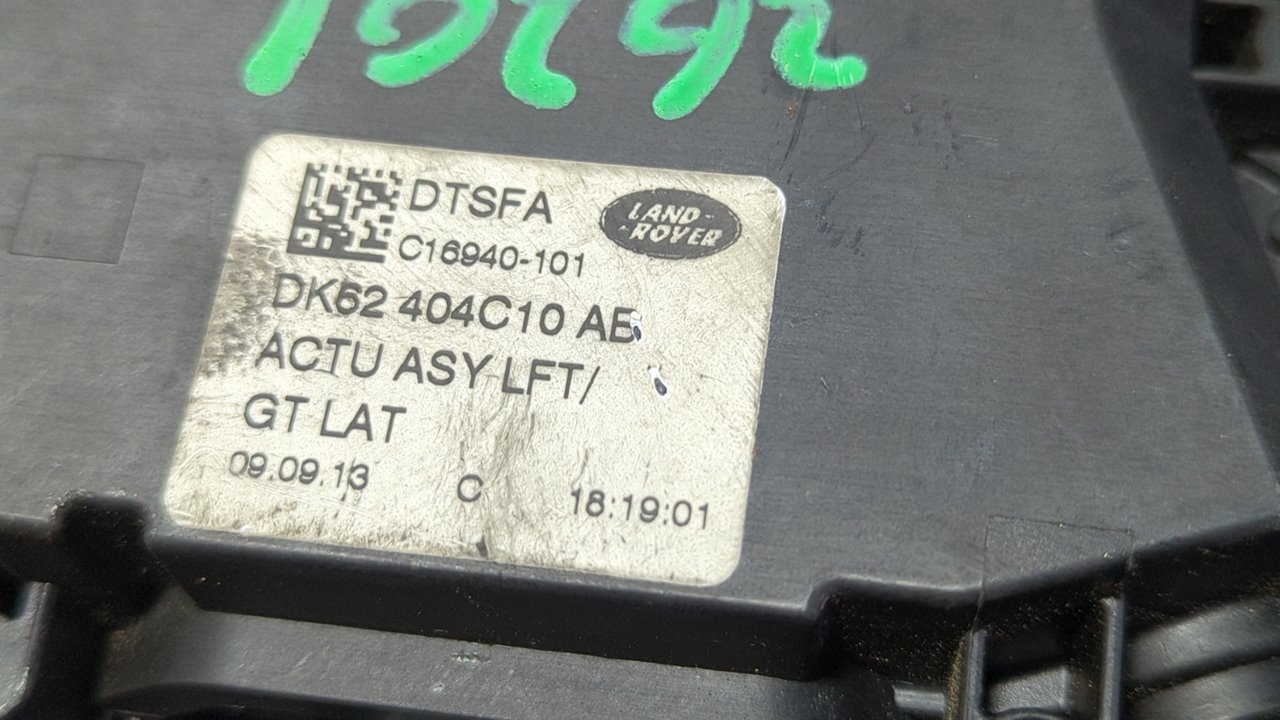 DTSFA
LAND-
ROVER
C16940-101
DK62 404C10 AB
ACTU ASY LFT/
GT LAT
09.09.13 C 18:19:01